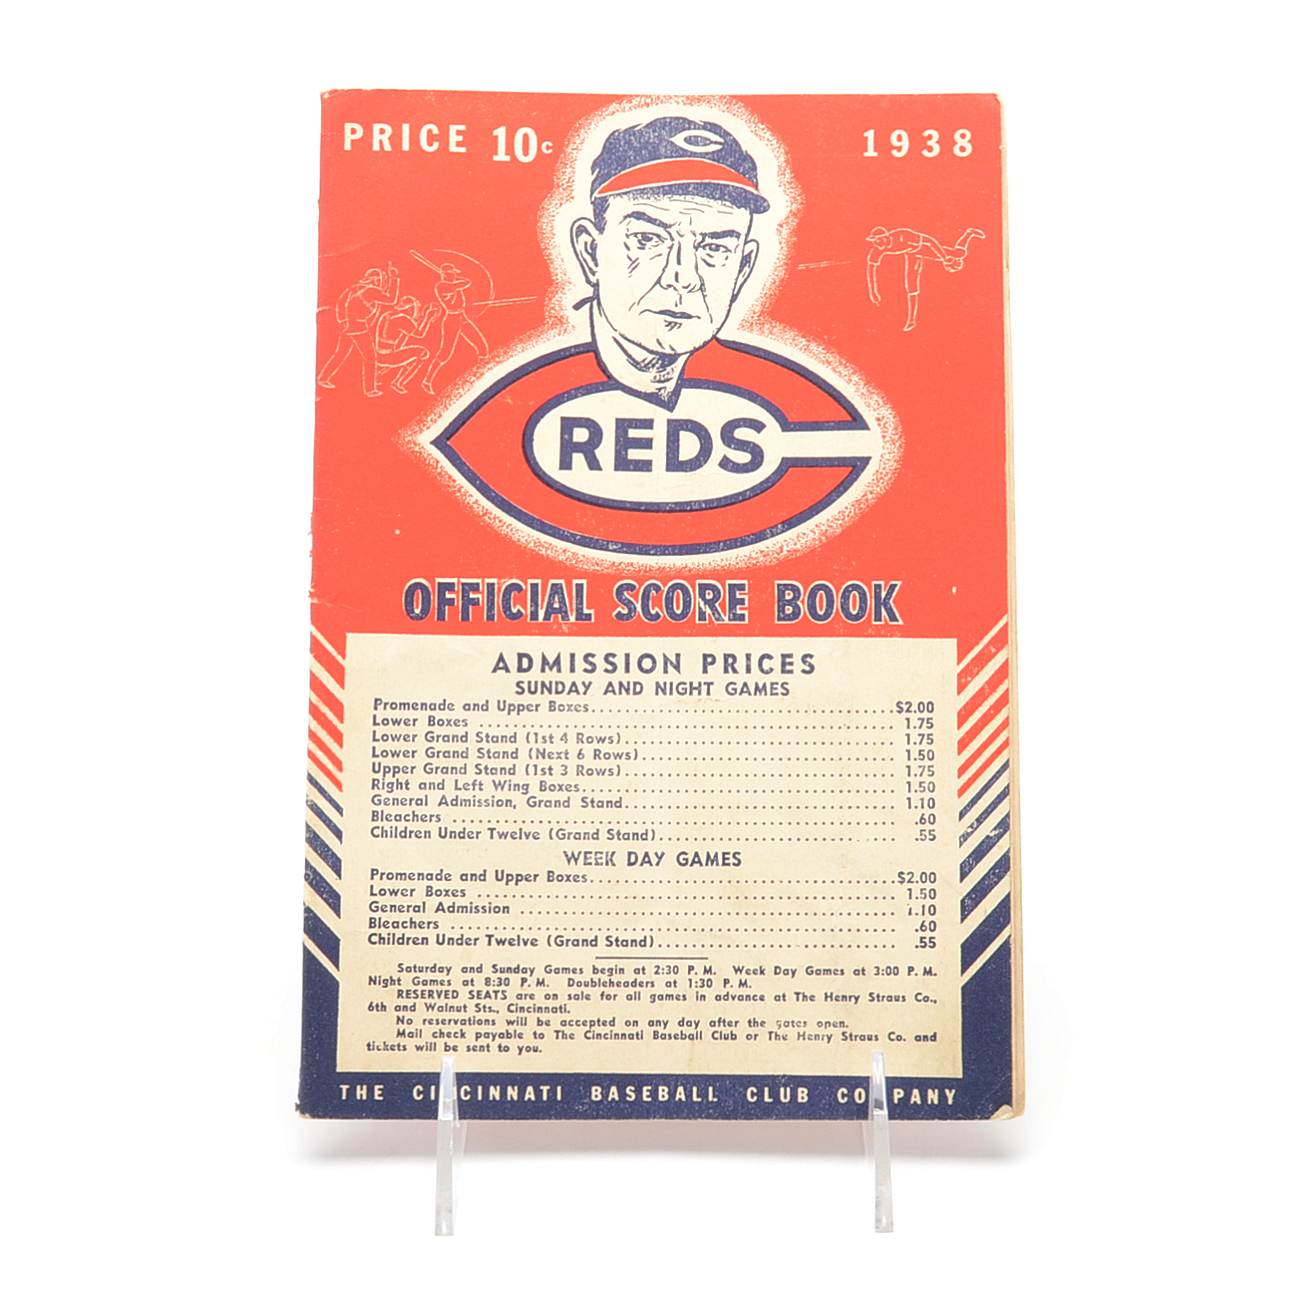 PRICE 10c 1938
C
REDS
OFFICIAL SCORE BOOK
ADMISSION PRICES
SUNDAY AND NIGHT GAMES
Promenade and Upper Boxes....................................$2.00
Lower Boxes .................................................... 1.75
Lower Grand Stand (1st 4 Rows)................................ 1.75
Lower Grand Stand (Next 6 Rows).............................. 1.50
Upper Grand Stand (1st 3 Rows)................................ 1.75
Right and Left Wing Boxes...................................... 1.50
General Admission, Grand Stand................................ 1.10
Bleachers ........................................................ .60
Children Under Twelve (Grand Stand)........................... .55
WEEK DAY GAMES
Promenade and Upper Boxes....................................$2.00
Lower Boxes .................................................... 1.50
General Admission .............................................. 1.10
Bleachers ........................................................ .60
Children Under Twelve (Grand Stand)........................... .55
Saturday and Sunday Games begin at 2:30 P. M. Week Day Games at 3:00 P. M.
Night Games at 8:30 P. M. Doubleheaders at 1:30 P. M.
RESERVED SEATS are on sale for all games in advance at The Henry Straus Co.,
6th and Walnut Sts., Cincinnati.
No reservations will be accepted on any day after the gates open.
Mail check payable to The Cincinnati Baseball Club or The Henry Straus Co. and
tickets will be sent to you.
THE CINCINNATI BASEBALL CLUB COMPANY